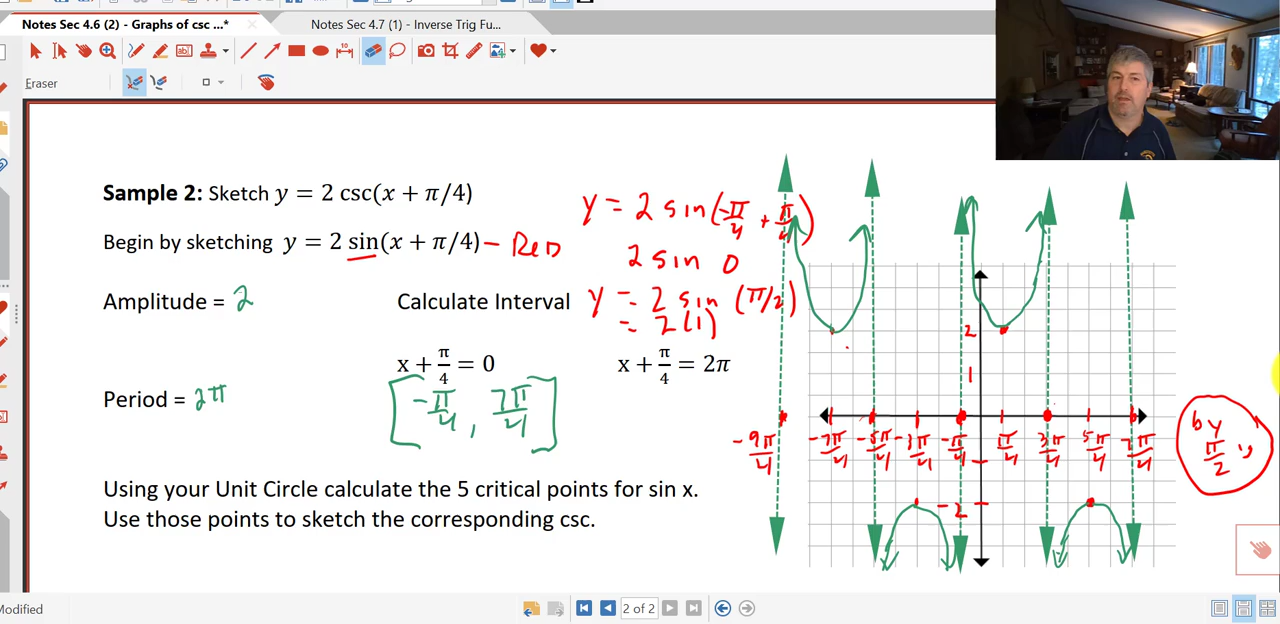 Notes Sec 4.6 (2) - Graphs of csc ...*
Notes Sec 4.7 (1) - Inverse Trig Fu...
Eraser
Sample 2: Sketch y = 2 csc(x + π/4)
Begin by sketching y = 2 sin(x + π/4) - Red
Amplitude = 2
Calculate Interval
x + π/4 = 0
x + π/4 = 2π
Period = 2π
[-π/4, 7π/4]
y = 2 sin(-π/4 + π/4)
2 sin 0
y = 2 sin (π/2)
= 2(1)
2
1
-9π/4 -7π/4 -5π/4 -3π/4 -π/4 π/4 3π/4 5π/4 7π/4
-2
by
π/2's
Using your Unit Circle calculate the 5 critical points for sin x.
Use those points to sketch the corresponding csc.
Modified
2 of 2